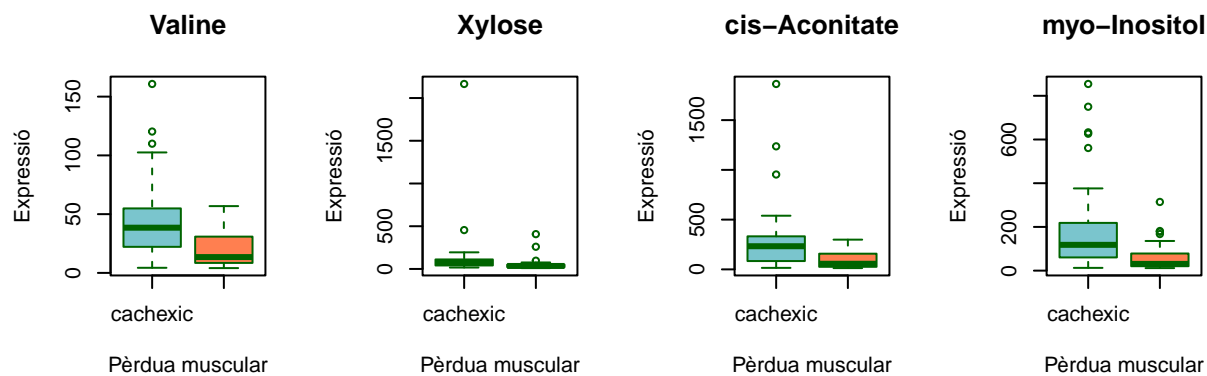 Valine
Expressió
0 50 100 150
cachexic
Pèrdua muscular
Xylose
Expressió
0 500 1500
cachexic
Pèrdua muscular
cis−Aconitate
Expressió
0 500 1500
cachexic
Pèrdua muscular
myo−Inositol
Expressió
0 200 600
cachexic
Pèrdua muscular